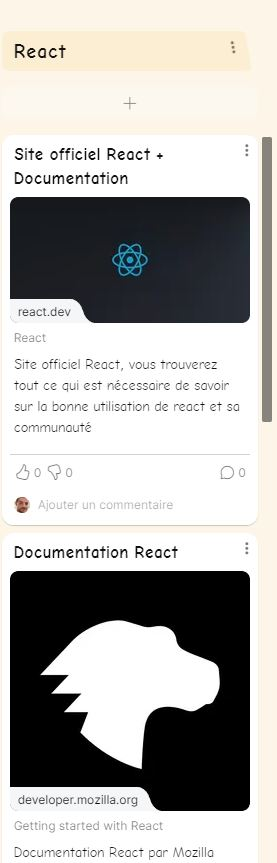 React
Site officiel React +
Documentation
react.dev
React
Site officiel React, vous trouverez
tout ce qui est nécessaire de savoir
sur la bonne utilisation de react et sa
communauté
0 0 0
Ajouter un commentaire
Documentation React
developer.mozilla.org
Getting started with React
Documentation React par Mozilla